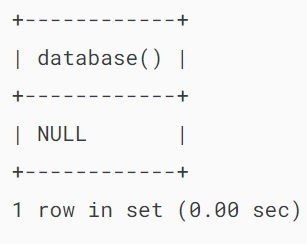 +------------+
| database() |
+------------+
| NULL       |
+------------+
1 row in set (0.00 sec)